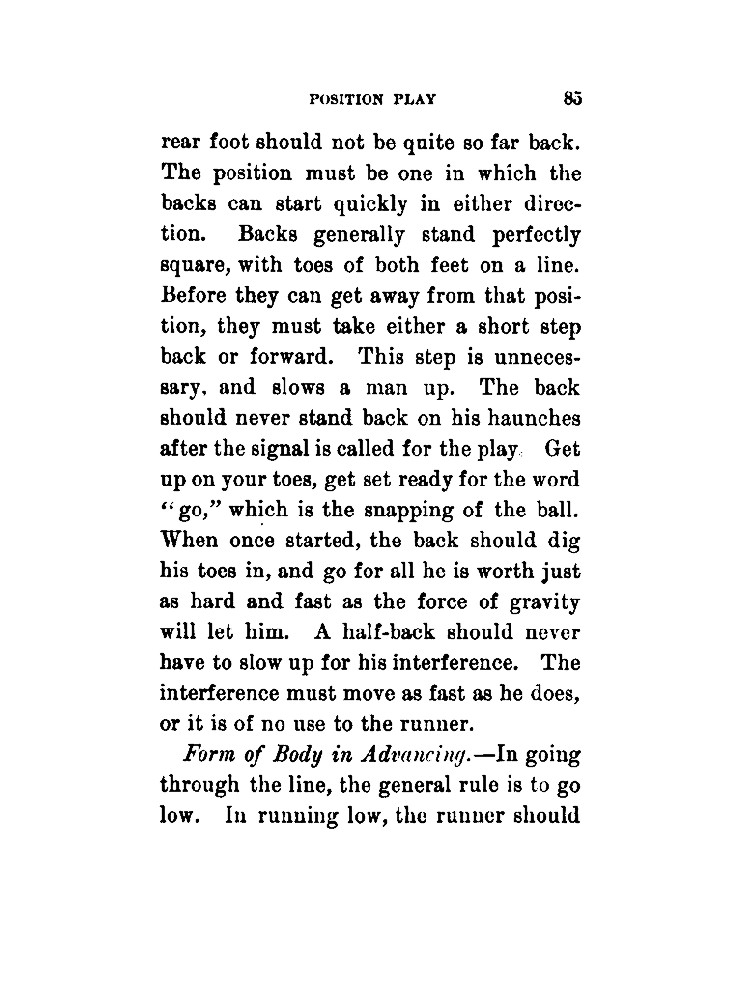 POSITION PLAY 85
rear foot should not be quite so far back.
The position must be one in which the
backs can start quickly in either direc-
tion. Backs generally stand perfectly
square, with toes of both feet on a line.
Before they can get away from that posi-
tion, they must take either a short step
back or forward. This step is unneces-
sary, and slows a man up. The back
should never stand back on his haunches
after the signal is called for the play. Get
up on your toes, get set ready for the word
“go,” which is the snapping of the ball.
When once started, the back should dig
his toes in, and go for all he is worth just
as hard and fast as the force of gravity
will let him. A half-back should never
have to slow up for his interference. The
interference must move as fast as he does,
or it is of no use to the runner.
Form of Body in Advancing.—In going
through the line, the general rule is to go
low. In running low, the runner should